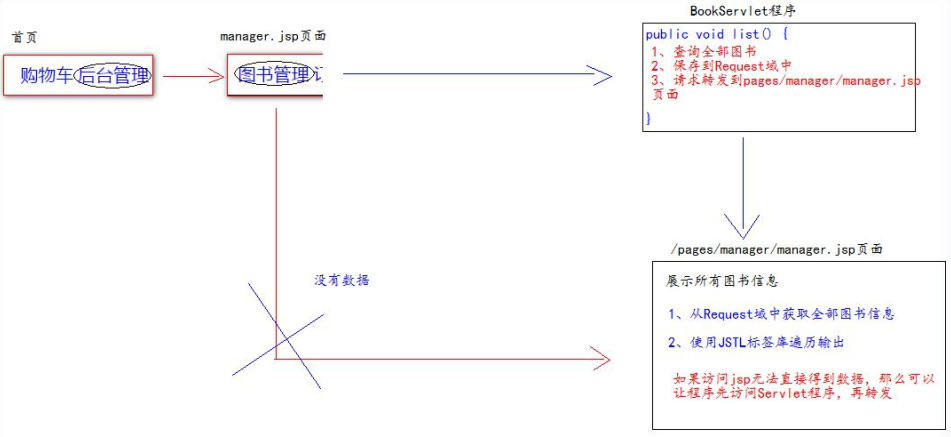 首页
购物车 后台管理
manager.jsp页面
图书管理
BookServlet程序
public void list() {
1、查询全部图书
2、保存到Request域中
3、请求转发到pages/manager/manager.jsp
页面
}
没有数据
/pages/manager/manager.jsp页面
展示所有图书信息
1、从Request域中获取全部图书信息
2、使用JSTL标签库遍历输出
如果访问jsp无法直接得到数据，那么可以
让程序先访问Servlet程序，再转发